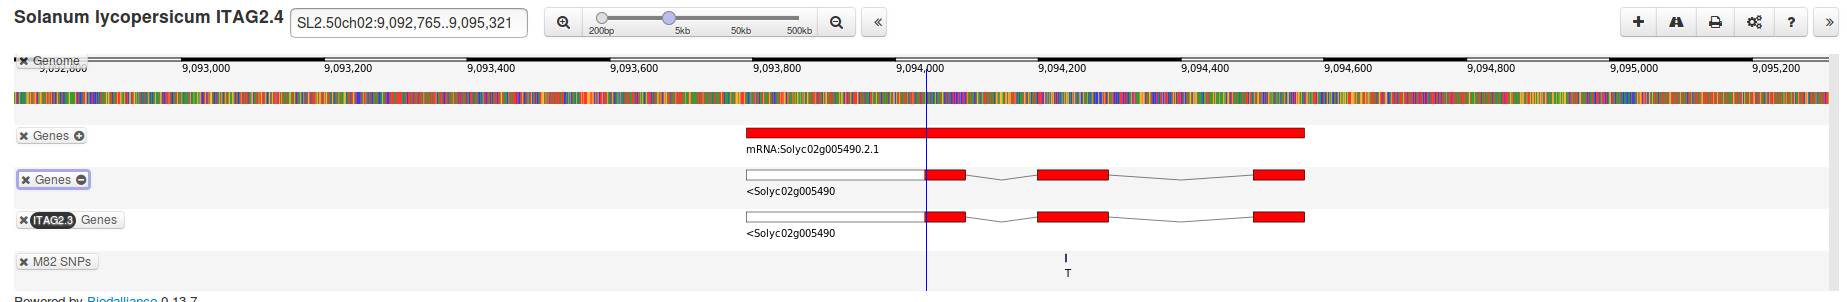 Solanum lycopersicum ITAG2.4
SL2.50ch02:9,092,765..9,095,321
200bp 5kb 50kb 500kb
«
?
»
Genome
9,092,800 9,093,000 9,093,200 9,093,400 9,093,600 9,093,800 9,094,000 9,094,200 9,094,400 9,094,600 9,094,800 9,095,000 9,095,200
Genes
mRNA:Solyc02g005490.2.1
Genes
<Solyc02g005490
ITAG2.3 Genes
<Solyc02g005490
M82 SNPs
T
Powered by Biodalliance 0.13.7